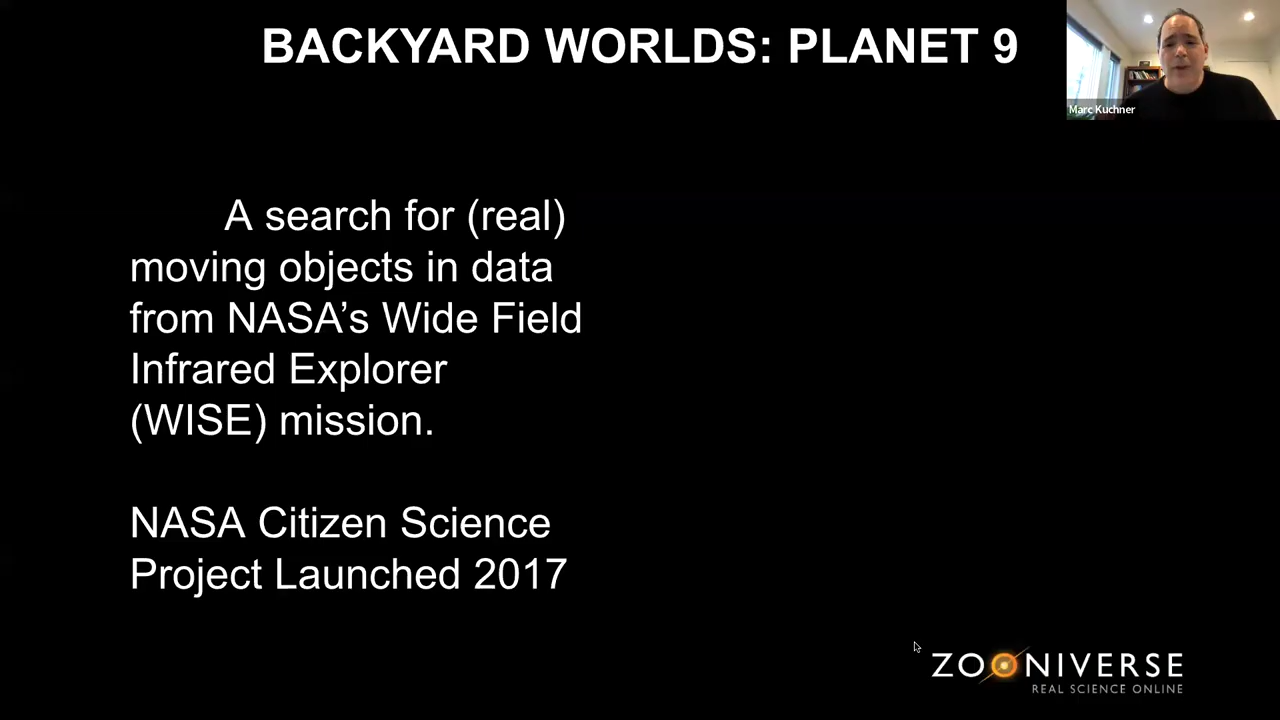 BACKYARD WORLDS: PLANET 9
Marc Kuchner
A search for (real)
moving objects in data
from NASA’s Wide Field
Infrared Explorer
(WISE) mission.
NASA Citizen Science
Project Launched 2017
ZOONIVERSE
REAL SCIENCE ONLINE